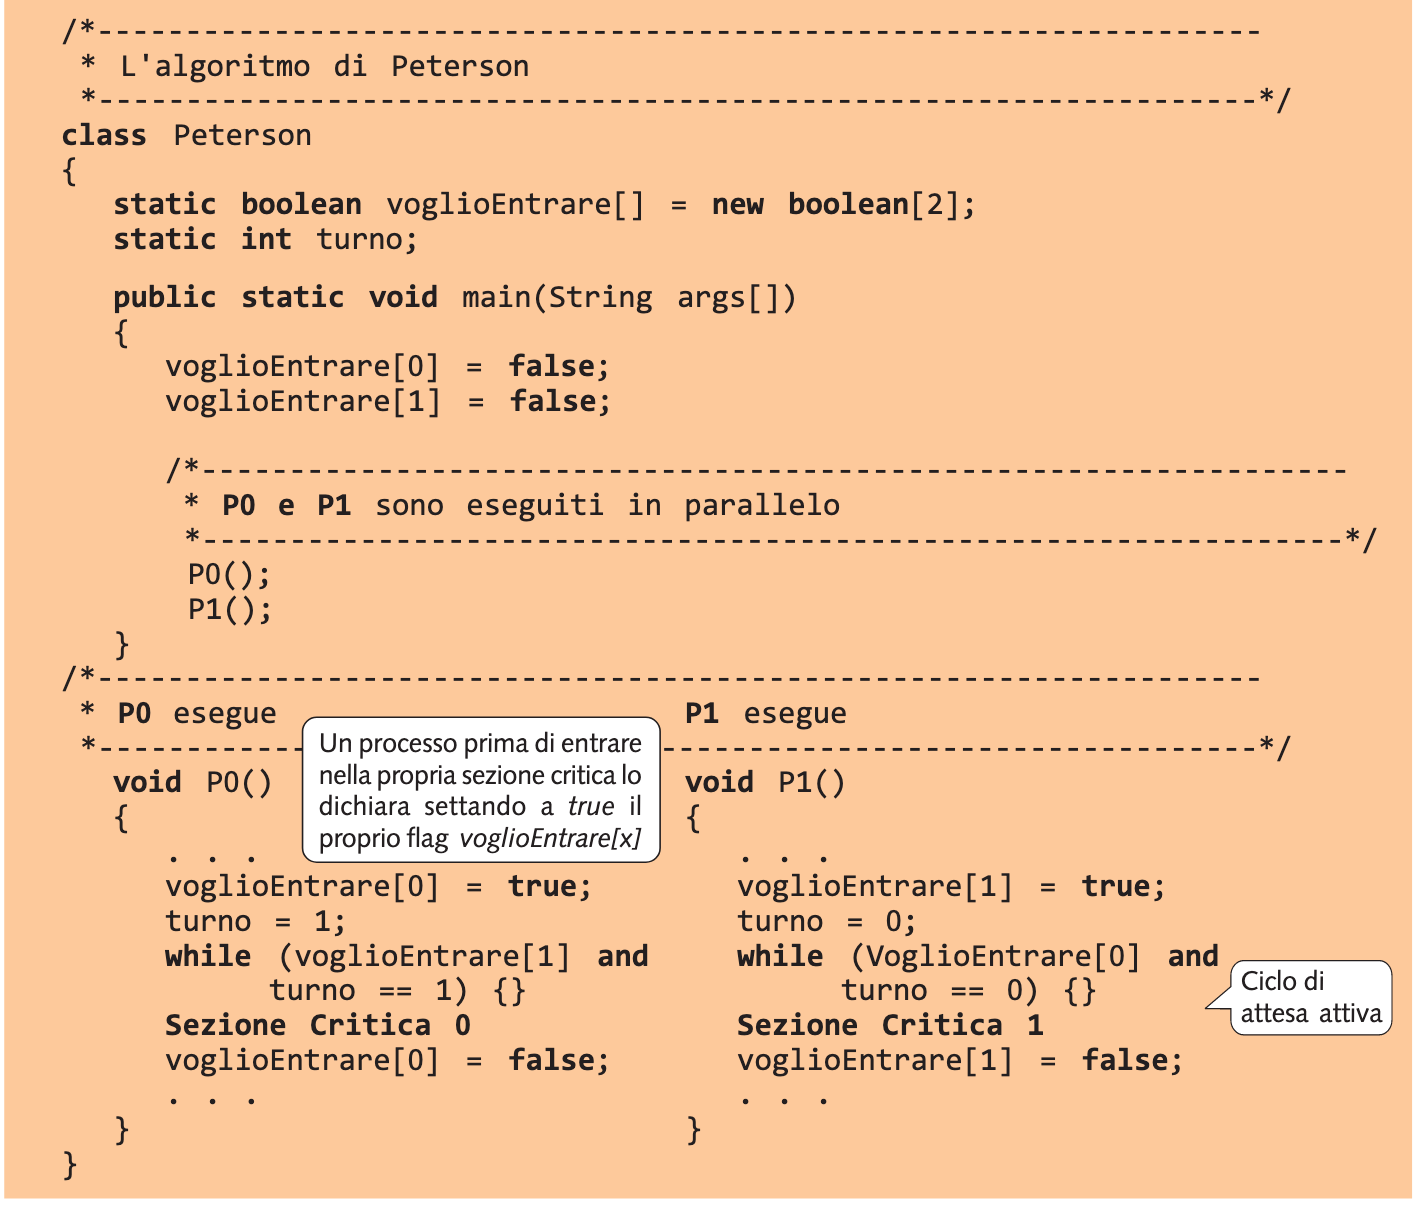 /*----------------------------------------------------------------
* L'algoritmo di Peterson
*----------------------------------------------------------------*/
class Peterson
{
static boolean voglioEntrare[] = new boolean[2];
static int turno;
public static void main(String args[])
{
voglioEntrare[0] = false;
voglioEntrare[1] = false;
/*----------------------------------------------------------------
* P0 e P1 sono eseguiti in parallelo
*----------------------------------------------------------------*/
P0();
P1();
}
/*----------------------------------------------------------------
* P0 esegue P1 esegue
*----------------------------------------------------------------*/
Un processo prima di entrare
nella propria sezione critica lo
dichiara settando a true il
proprio flag voglioEntrare[x]
void P0() void P1()
{ {
. . . . . .
voglioEntrare[0] = true; voglioEntrare[1] = true;
turno = 1; turno = 0;
while (voglioEntrare[1] and while (VoglioEntrare[0] and
turno == 1) {} turno == 0) {}
Ciclo di
attesa attiva
Sezione Critica 0 Sezione Critica 1
voglioEntrare[0] = false; voglioEntrare[1] = false;
. . . . . .
} }
}